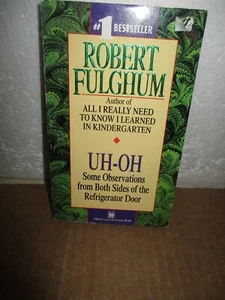 #1 BESTSELLER
ROBERT
FULGHUM
Author of
ALL I REALLY NEED
TO KNOW I LEARNED
IN KINDERGARTEN
UH-OH
Some Observations
from Both Sides of the
Refrigerator Door